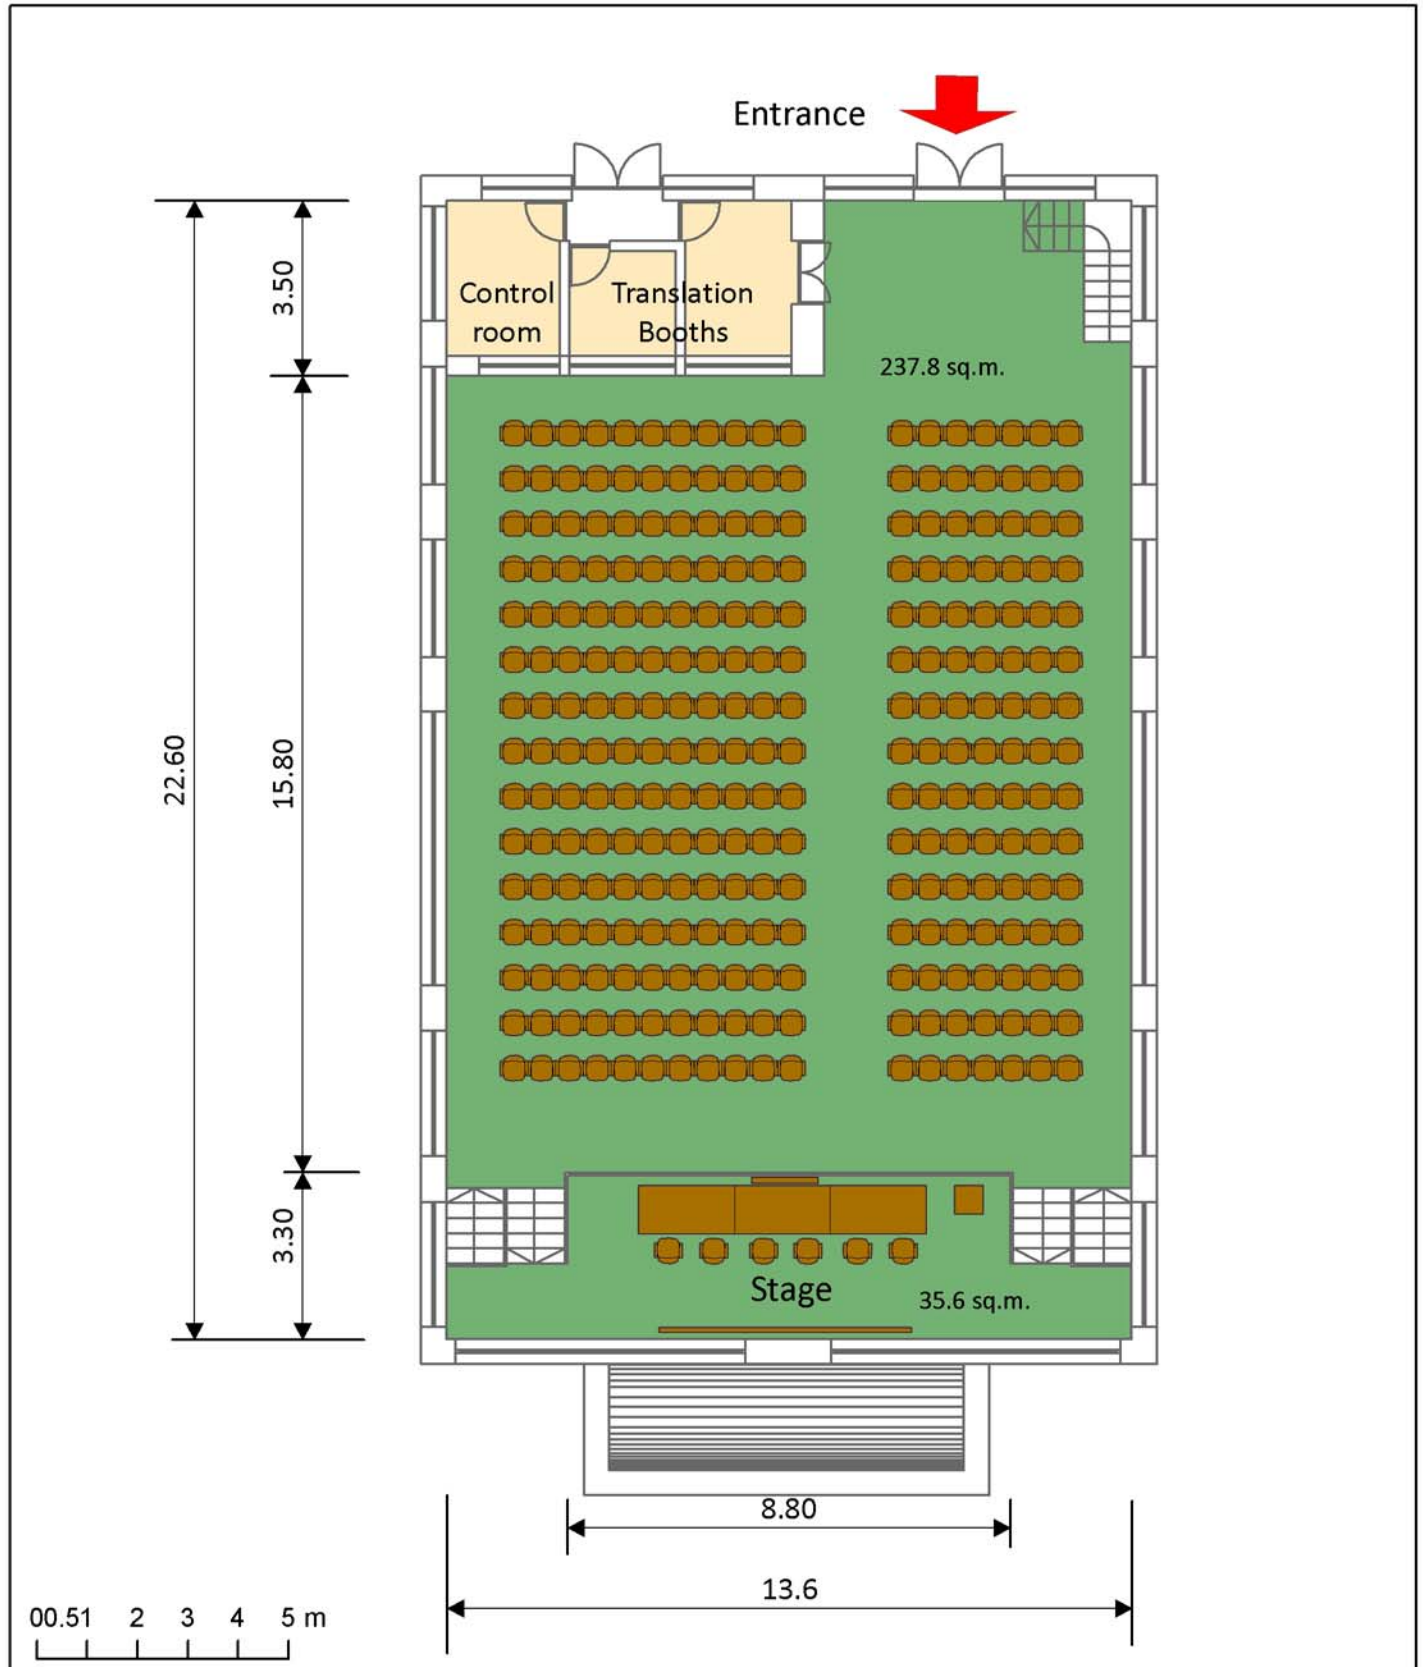 Entrance
3.50
Control
room
Translation
Booths
237.8 sq.m.
22.60
15.80
3.30
Stage
35.6 sq.m.
8.80
13.6
00.51 2 3 4 5 m